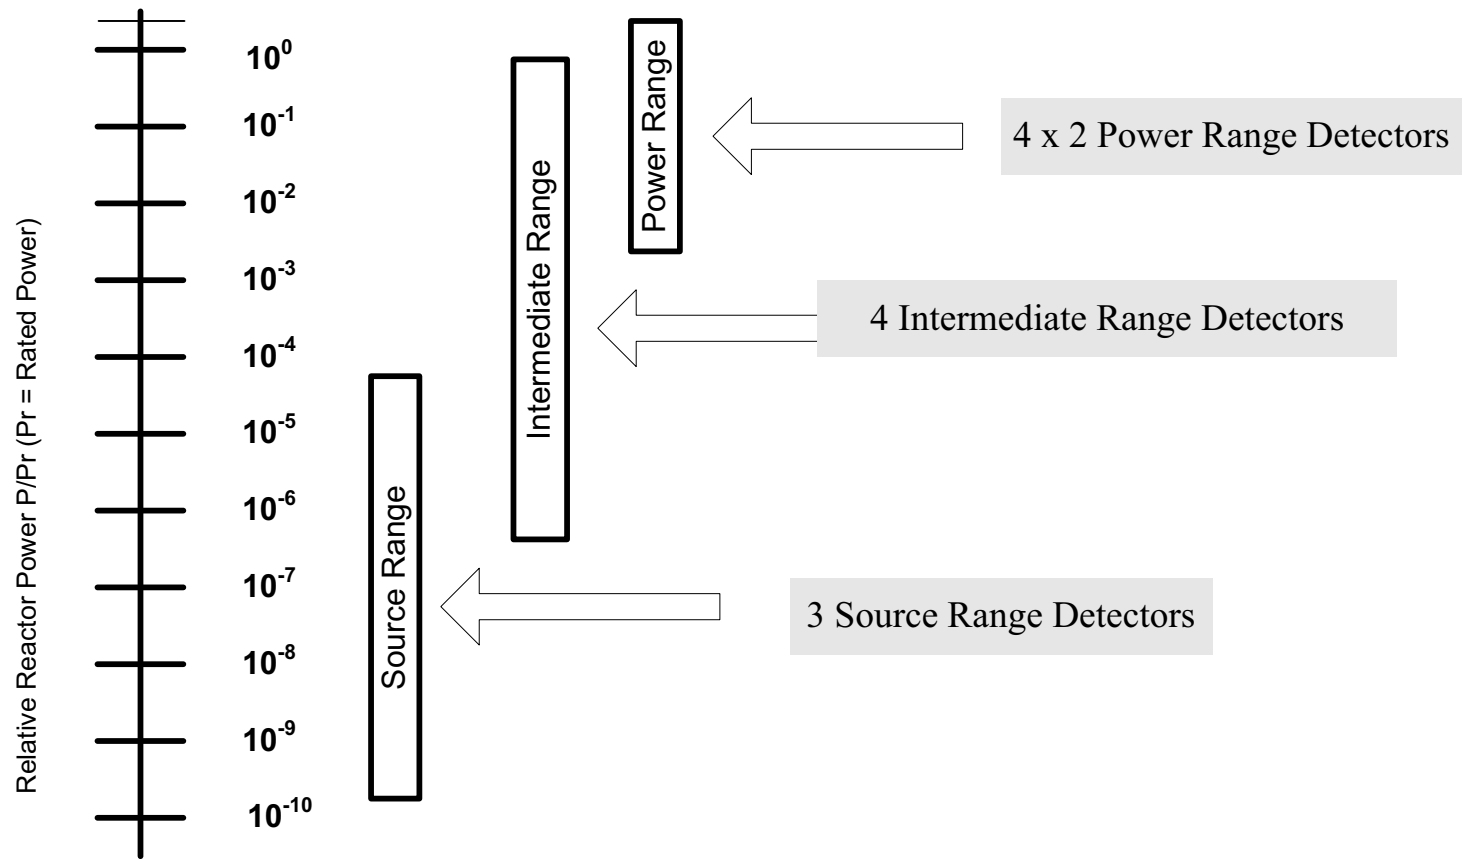 Relative Reactor Power P/Pr (Pr = Rated Power)
10⁰
10⁻¹
10⁻²
10⁻³
10⁻⁴
10⁻⁵
10⁻⁶
10⁻⁷
10⁻⁸
10⁻⁹
10⁻¹⁰
Source Range
Intermediate Range
Power Range
4 x 2 Power Range Detectors
4 Intermediate Range Detectors
3 Source Range Detectors